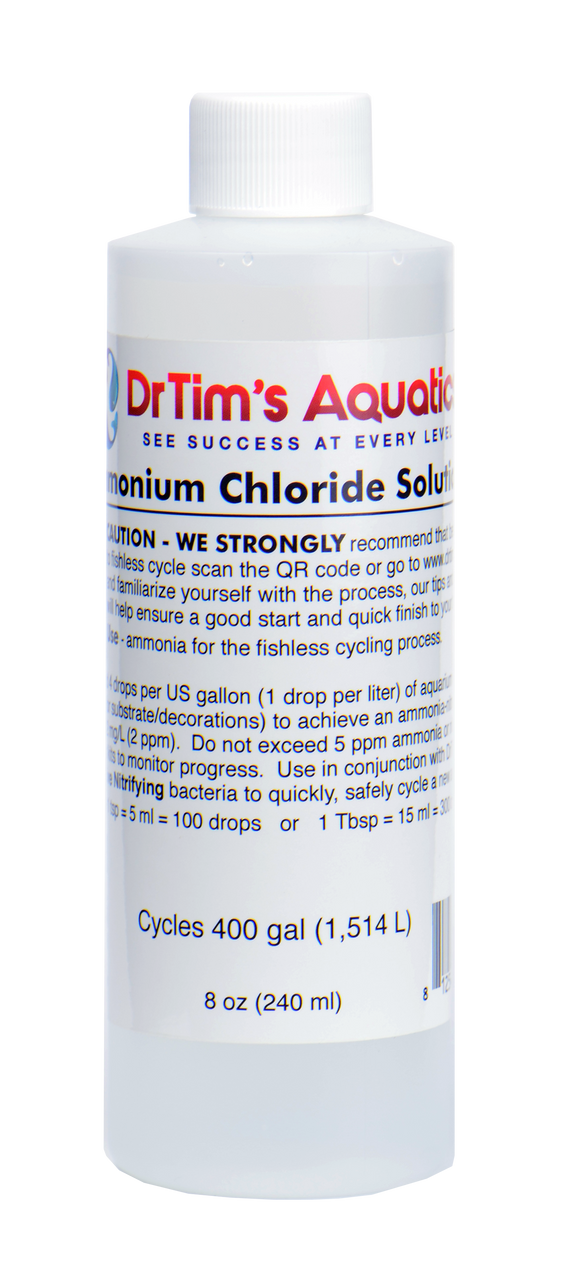 DrTim's Aquatic
SEE SUCCESS AT EVERY LEVEL
monium Chloride Soluti
AUTION - WE STRONGLY recommend that
fishless cycle scan the QR code or go to www.
familiarize yourself with the process, our tips
help ensure a good start and quick finish to
Use - ammonia for the fishless cycling process.
4 drops per US gallon (1 drop per liter) of aquarium
substrate/decorations) to achieve an ammonia-
mg/L (2 ppm). Do not exceed 5 ppm ammonia or
to monitor progress. Use in conjunction with
Nitrifying bacteria to quickly, safely cycle a new
= 5 ml = 100 drops or 1 Tbsp = 15 ml = 300
Cycles 400 gal (1,514 L)
8 oz (240 ml)
8